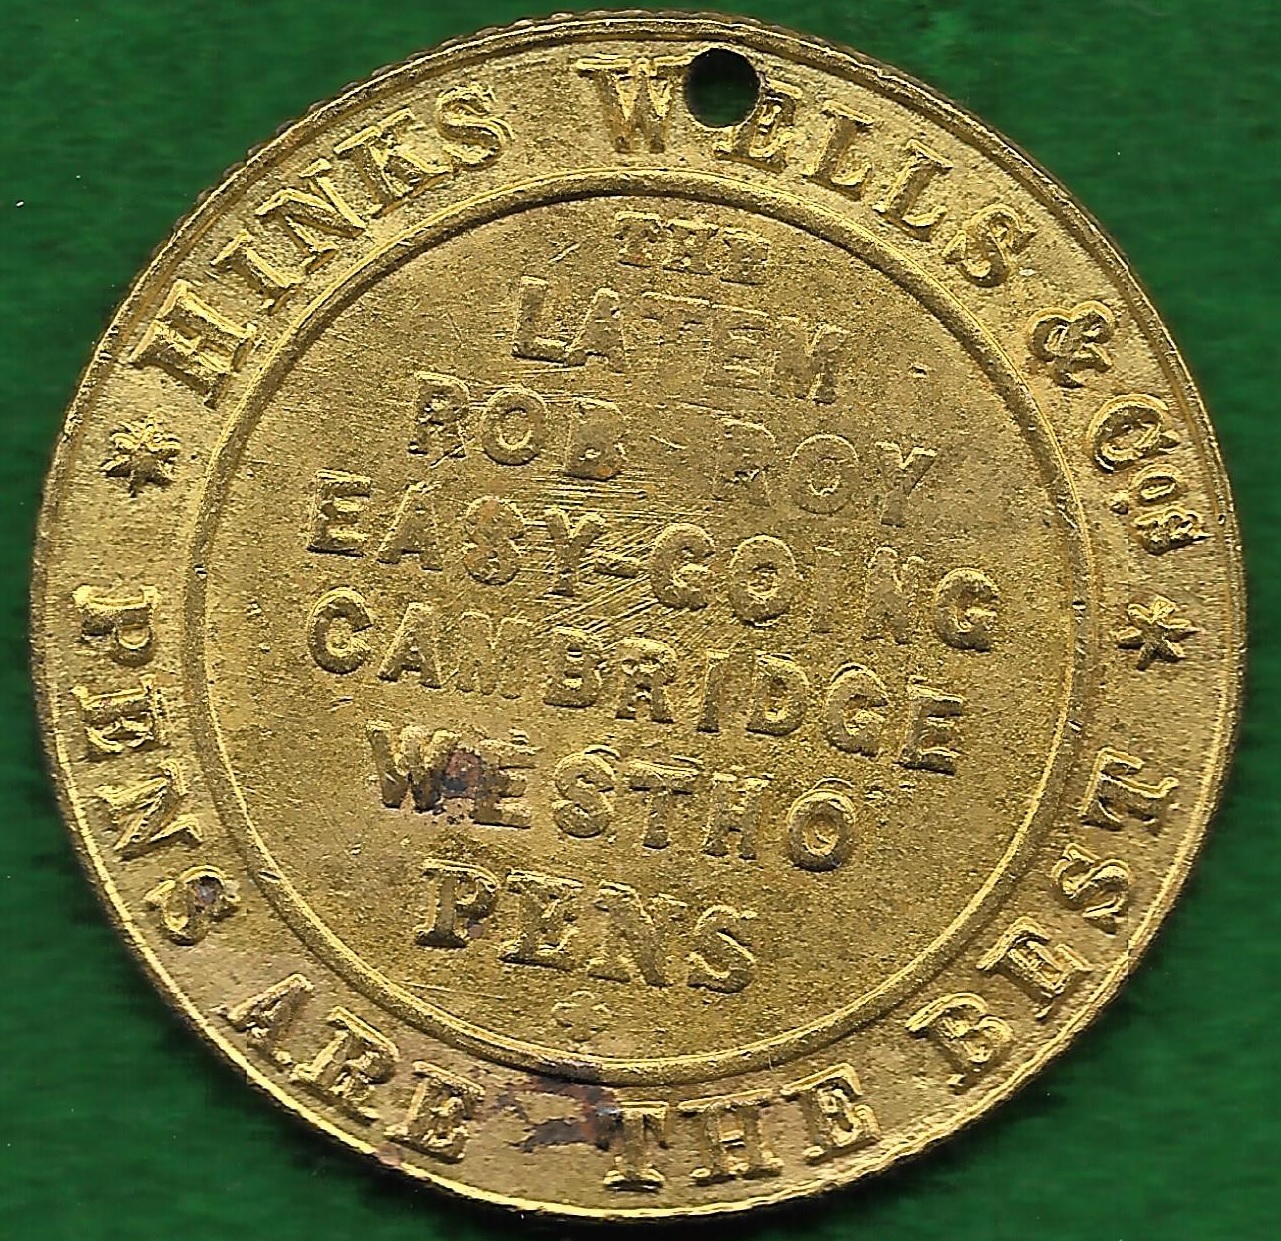 HINKS WELLS & Co's
PENS ARE THE BEST
THE
LATEM
ROB ROY
EASY-GOING
CAMBRIDGE
WESTHO
PENS